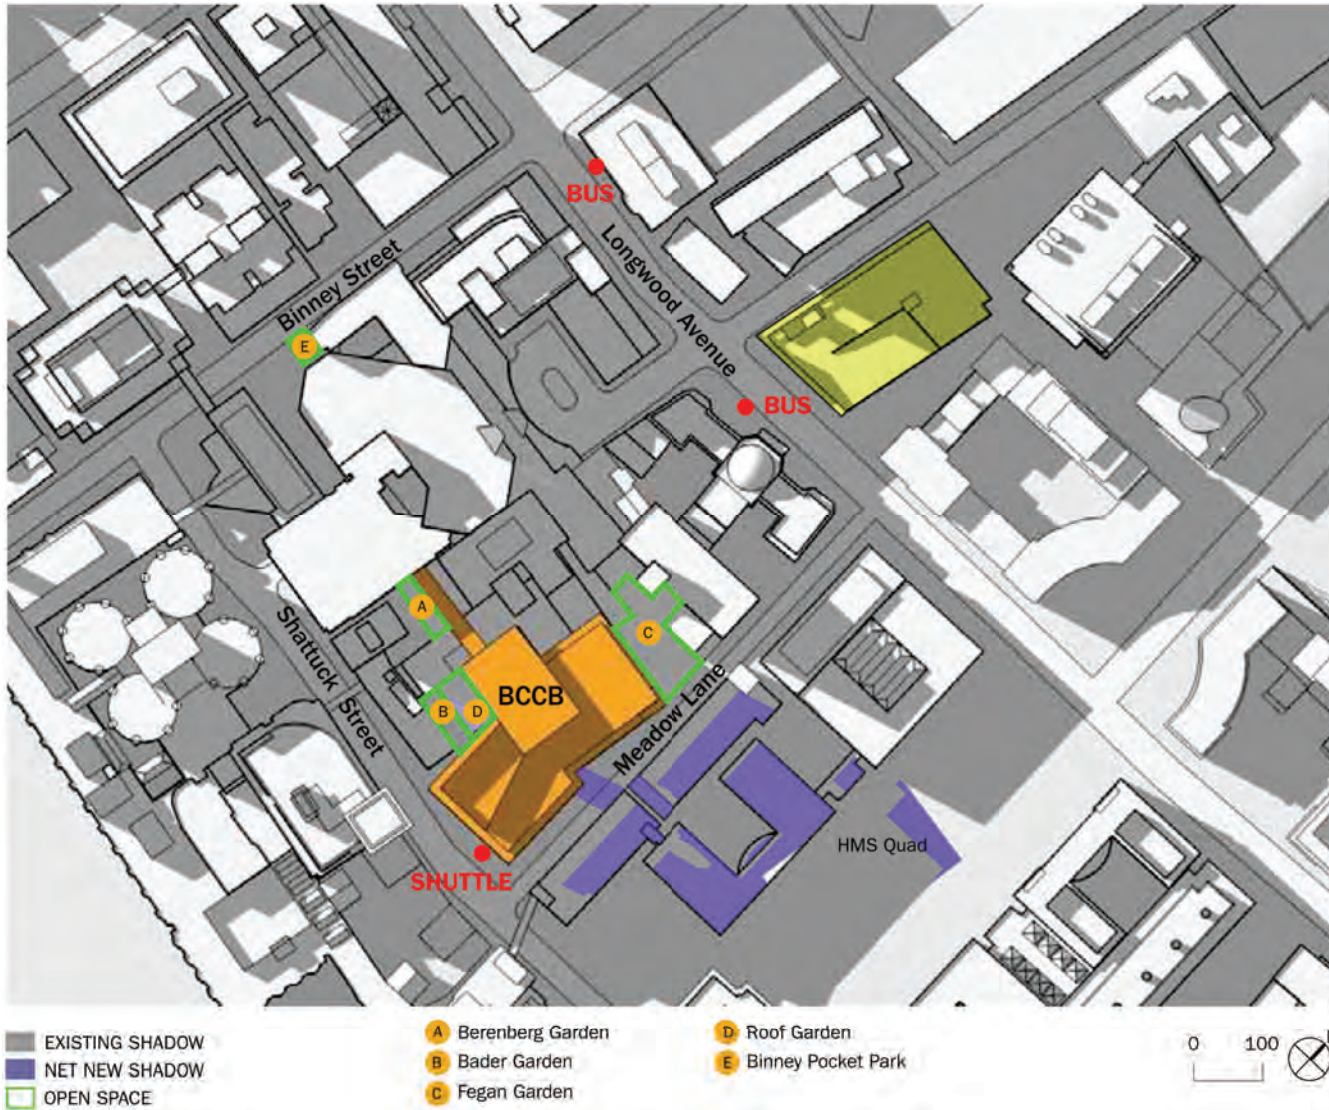 BUS
Longwood Avenue
Binney Street
E
BUS
A
C
Shattuck Street
BCCB
B
D
Meadow Lane
HMS Quad
SHUTTLE
EXISTING SHADOW
NET NEW SHADOW
OPEN SPACE
A Berenberg Garden
B Bader Garden
C Fegan Garden
D Roof Garden
E Binney Pocket Park
0 100